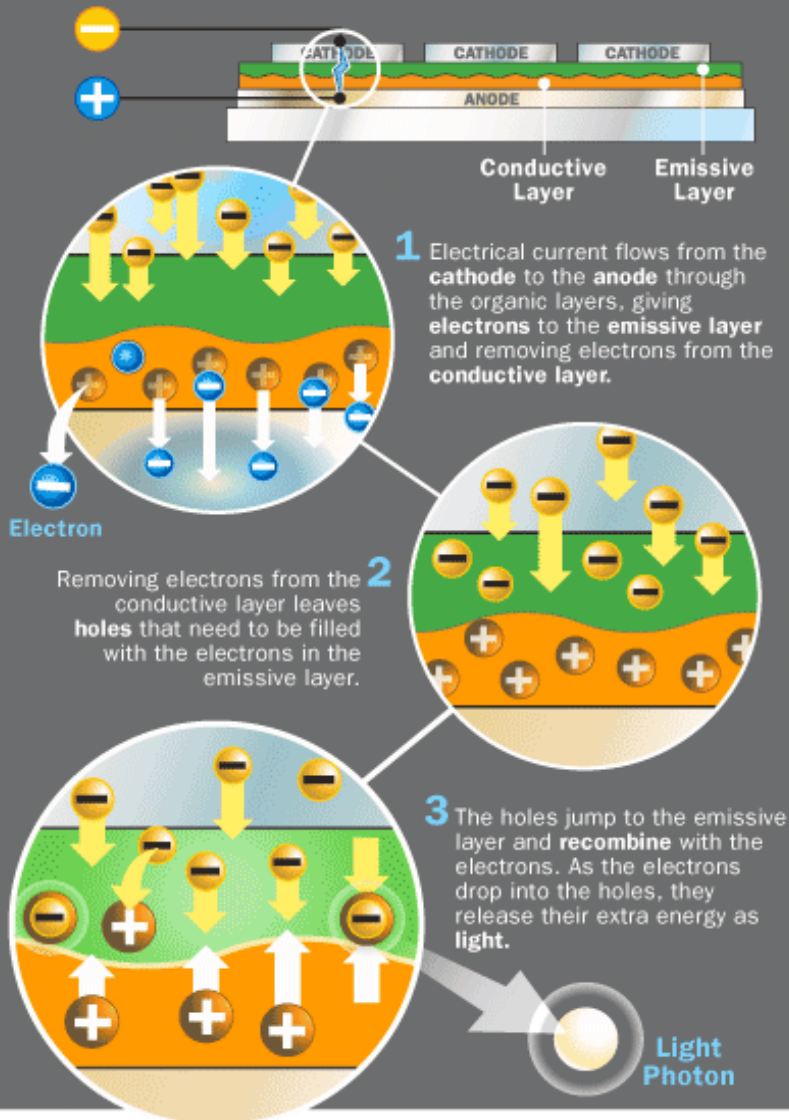 CATHODE
CATHODE
CATHODE
ANODE
Conductive
Layer
Emissive
Layer
1 Electrical current flows from the
cathode to the anode through
the organic layers, giving
electrons to the emissive layer
and removing electrons from the
conductive layer.
Electron
Removing electrons from the 2
conductive layer leaves
holes that need to be filled
with the electrons in the
emissive layer.
3 The holes jump to the emissive
layer and recombine with the
electrons. As the electrons
drop into the holes, they
release their extra energy as
light.
Light
Photon